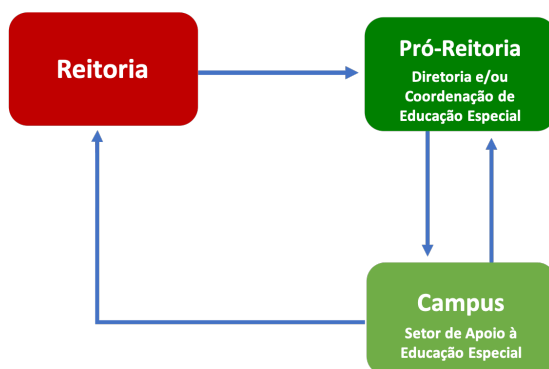 Reitoria
Pró-Reitoria
Diretoria e/ou
Coordenação de
Educação Especial
Campus
Setor de Apoio à
Educação Especial